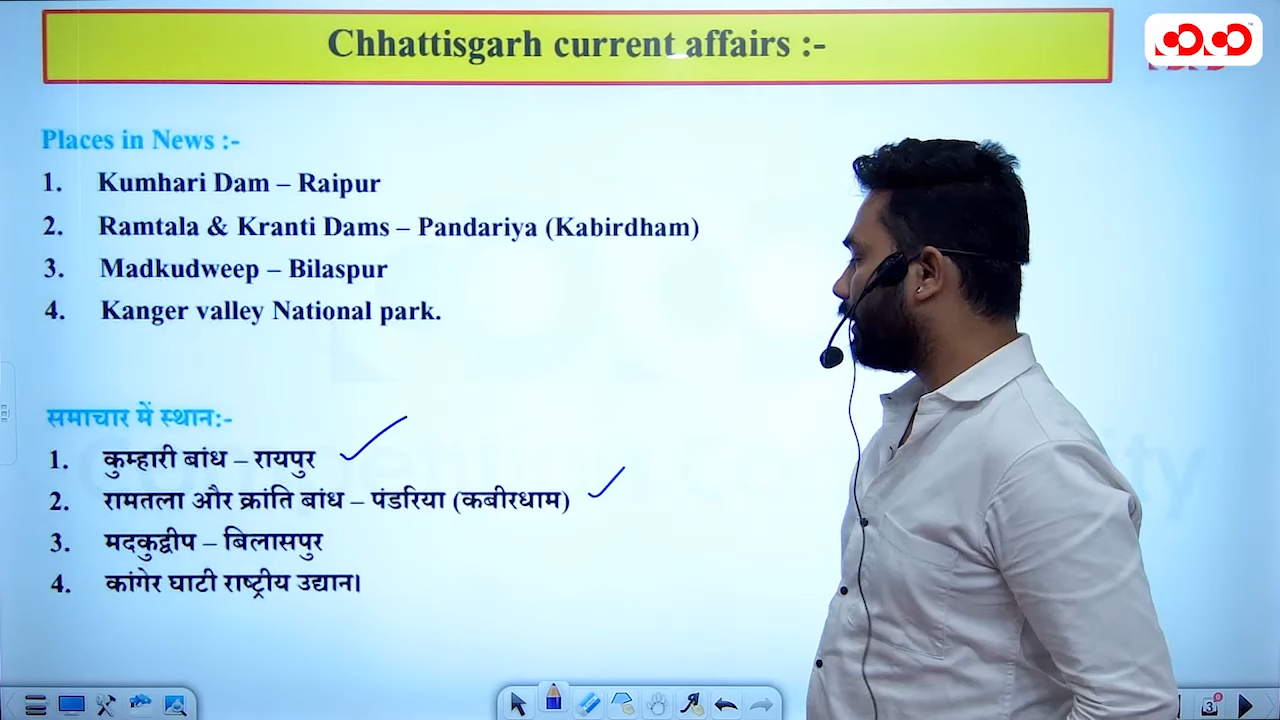 Chhattisgarh current affairs :-
Places in News :-
1. Kumhari Dam – Raipur
2. Ramtala & Kranti Dams – Pandariya (Kabirdham)
3. Madkudweep – Bilaspur
4. Kanger valley National park.
समाचार में स्थान:-
1. कुम्हारी बांध – रायपुर
2. रामतला और क्रांति बांध – पंडरिया (कबीरधाम)
3. मदकुद्वीप – बिलासपुर
4. कांगेर घाटी राष्ट्रीय उद्यान।
3